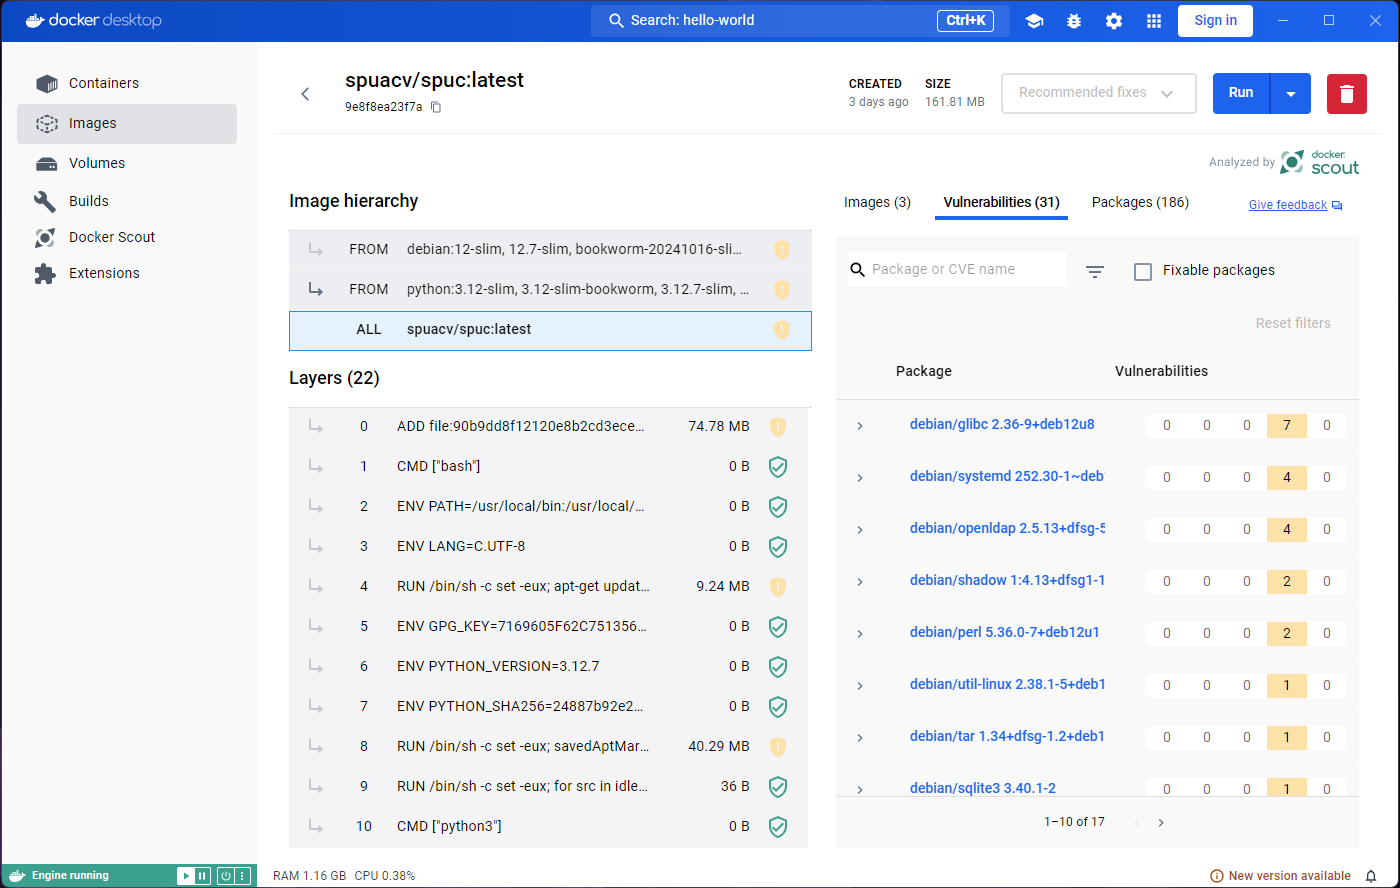 docker desktop
Search: hello-world
Ctrl+K
Sign in
Containers
Images
Volumes
Builds
Docker Scout
Extensions
spuacv/spuc:latest
9e8f8ea23f7a
CREATED
3 days ago
SIZE
161.81 MB
Recommended fixes
Run
Analyzed by
docker
scout
Image hierarchy
FROM debian:12-slim, 12.7-slim, bookworm-20241016-sli...
FROM python:3.12-slim, 3.12-slim-bookworm, 3.12.7-slim, ...
ALL spuacv/spuc:latest
Layers (22)
0 ADD file:90b9dd8f12120e8b2cd3ece... 74.78 MB
1 CMD ["bash"] 0 B
2 ENV PATH=/usr/local/bin:/usr/local/... 0 B
3 ENV LANG=C.UTF-8 0 B
4 RUN /bin/sh -c set -eux; apt-get updat... 9.24 MB
5 ENV GPG_KEY=7169605F62C751356... 0 B
6 ENV PYTHON_VERSION=3.12.7 0 B
7 ENV PYTHON_SHA256=24887b92e2... 0 B
8 RUN /bin/sh -c set -eux; savedAptMar... 40.29 MB
9 RUN /bin/sh -c set -eux; for src in idle... 36 B
10 CMD ["python3"] 0 B
Images (3)
Vulnerabilities (31)
Packages (186)
Give feedback
Package or CVE name
Fixable packages
Reset filters
Package Vulnerabilities
debian/glibc 2.36-9+deb12u8 0 0 0 7 0
debian/systemd 252.30-1~deb 0 0 0 4 0
debian/openldap 2.5.13+dfsg-5 0 0 0 4 0
debian/shadow 1:4.13+dfsg1-1 0 0 0 2 0
debian/perl 5.36.0-7+deb12u1 0 0 0 2 0
debian/util-linux 2.38.1-5+deb1 0 0 0 1 0
debian/tar 1.34+dfsg-1.2+deb1 0 0 0 1 0
debian/sqlite3 3.40.1-2 0 0 0 1 0
1–10 of 17
Engine running
RAM 1.16 GB CPU 0.38%
New version available